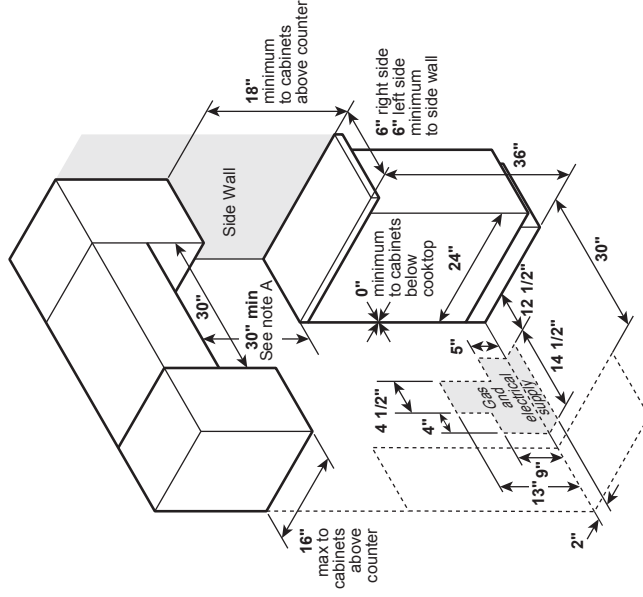 18"
minimum
to cabinets
above counter
Side Wall
6" right side
6" left side
minimum
to side wall
30"
30" min
See note A
36"
0"
minimum
to cabinets
below
cooktop
24"
30"
12 1/2"
14 1/2"
5"
Gas
and
electrical
supply
4 1/2"
4"
9"
13"
16"
max to
cabinets
above
counter
2"